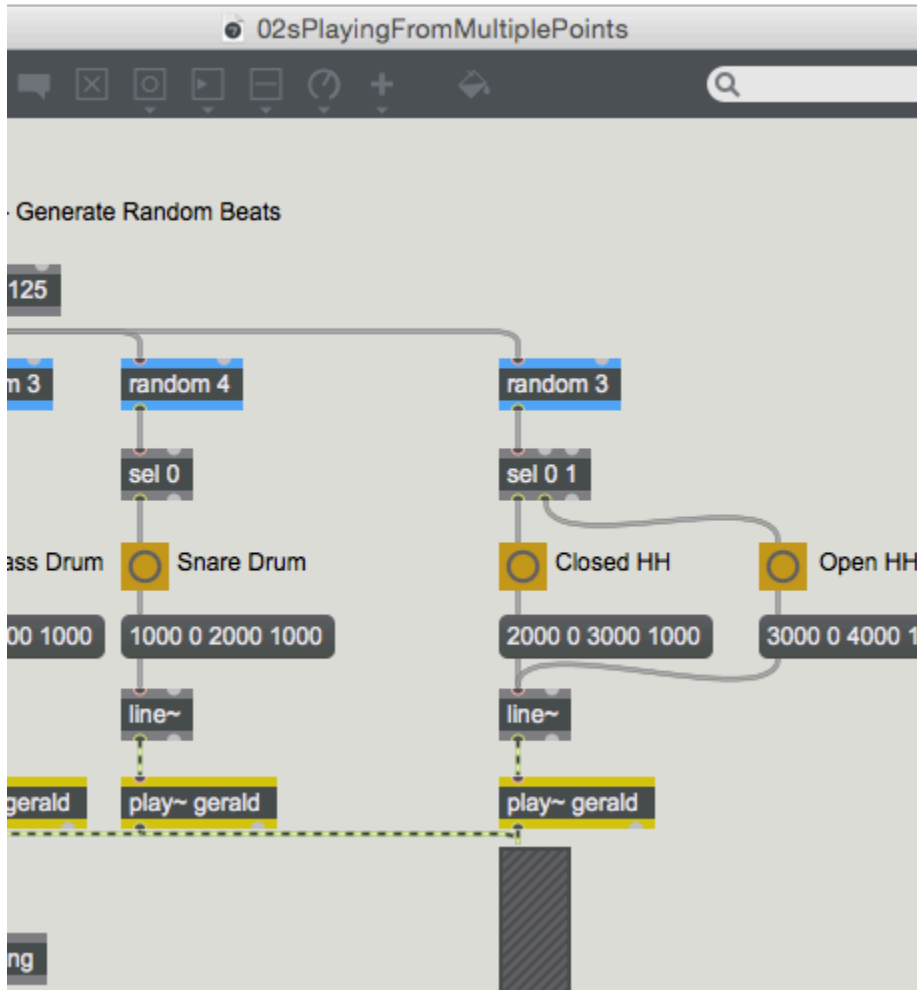 02sPlayingFromMultiplePoints
Generate Random Beats
125
m 3
random 4
random 3
sel 0
sel 0 1
ass Drum
Snare Drum
Closed HH
Open HH
00 1000
1000 0 2000 1000
2000 0 3000 1000
3000 0 4000 1
line~
line~
gerald
play~ gerald
play~ gerald
ng